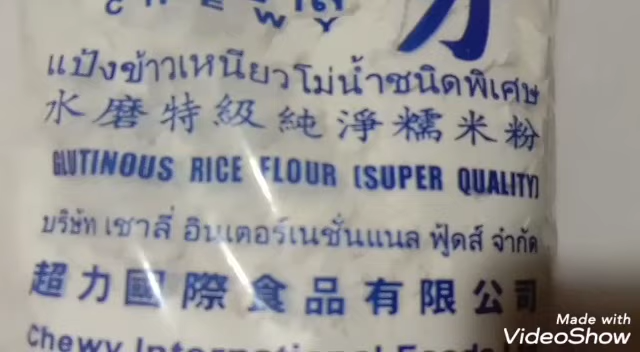 CHEWY
แป้งข้าวเหนียวโม่น้ำชนิดพิเศษ
水磨特級純淨糯米粉
GLUTINOUS RICE FLOUR (SUPER QUALITY)
บริษัท เชาลี่ อินเตอร์เนชั่นแนล ฟู้ดส์ จำกัด
超力國際食品有限公司
Chewy International Foods
Made with
VideoShow